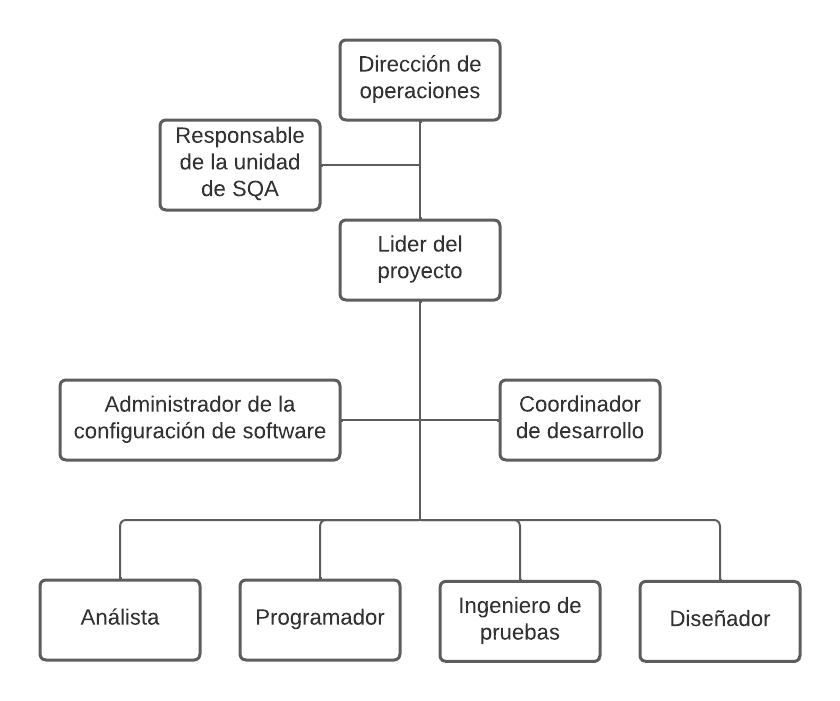 Dirección de
operaciones
Responsable
de la unidad
de SQA
Lider del
proyecto
Administrador de la
configuración de software
Coordinador
de desarrollo
Análista
Programador
Ingeniero de
pruebas
Diseñador